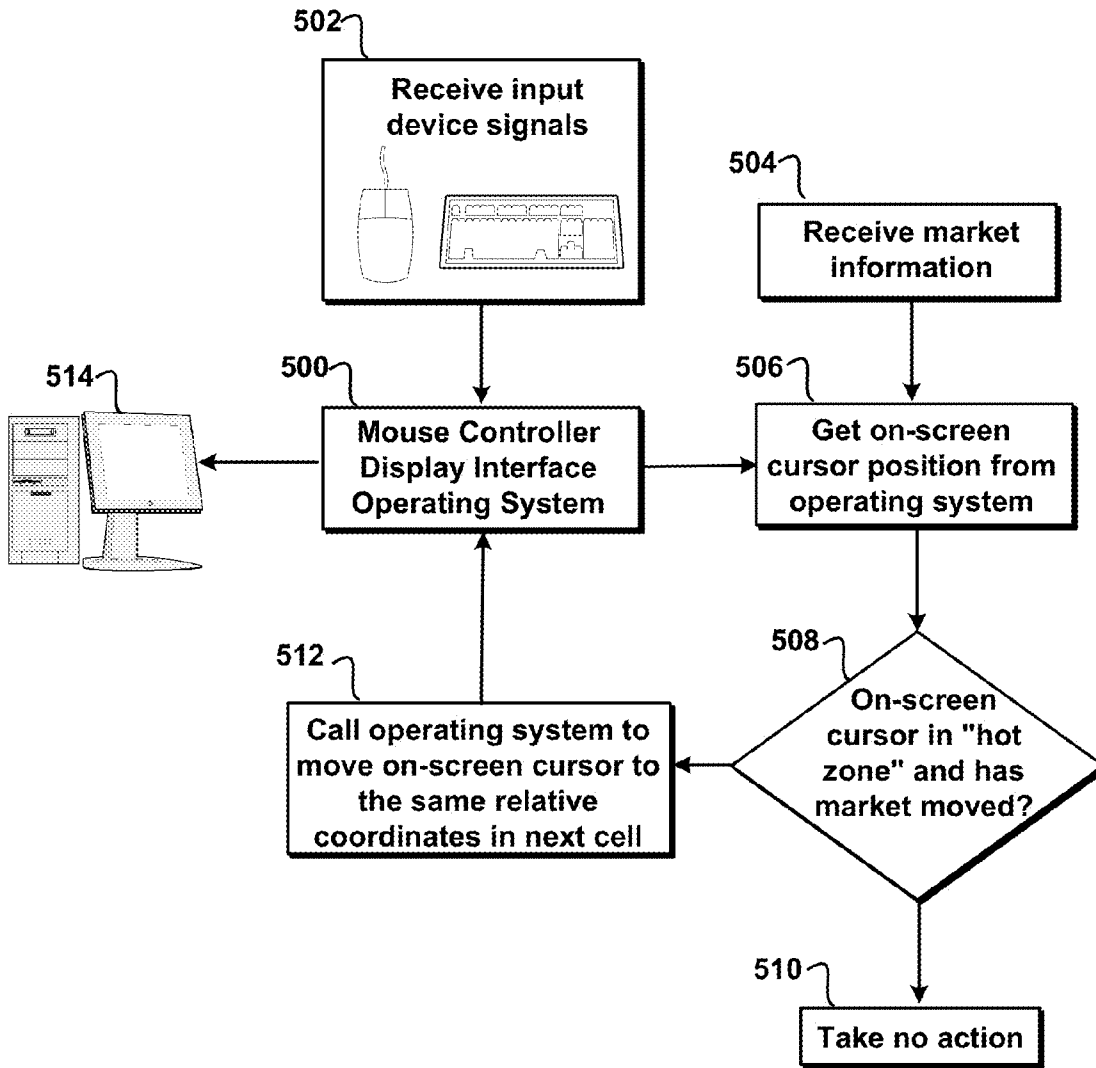 502
Receive input
device signals
504
Receive market
information
514
500
Mouse Controller
Display Interface
Operating System
506
Get on-screen
cursor position from
operating system
512
Call operating system to
move on-screen cursor to
the same relative
coordinates in next cell
508
On-screen
cursor in "hot
zone" and has
market moved?
510
Take no action